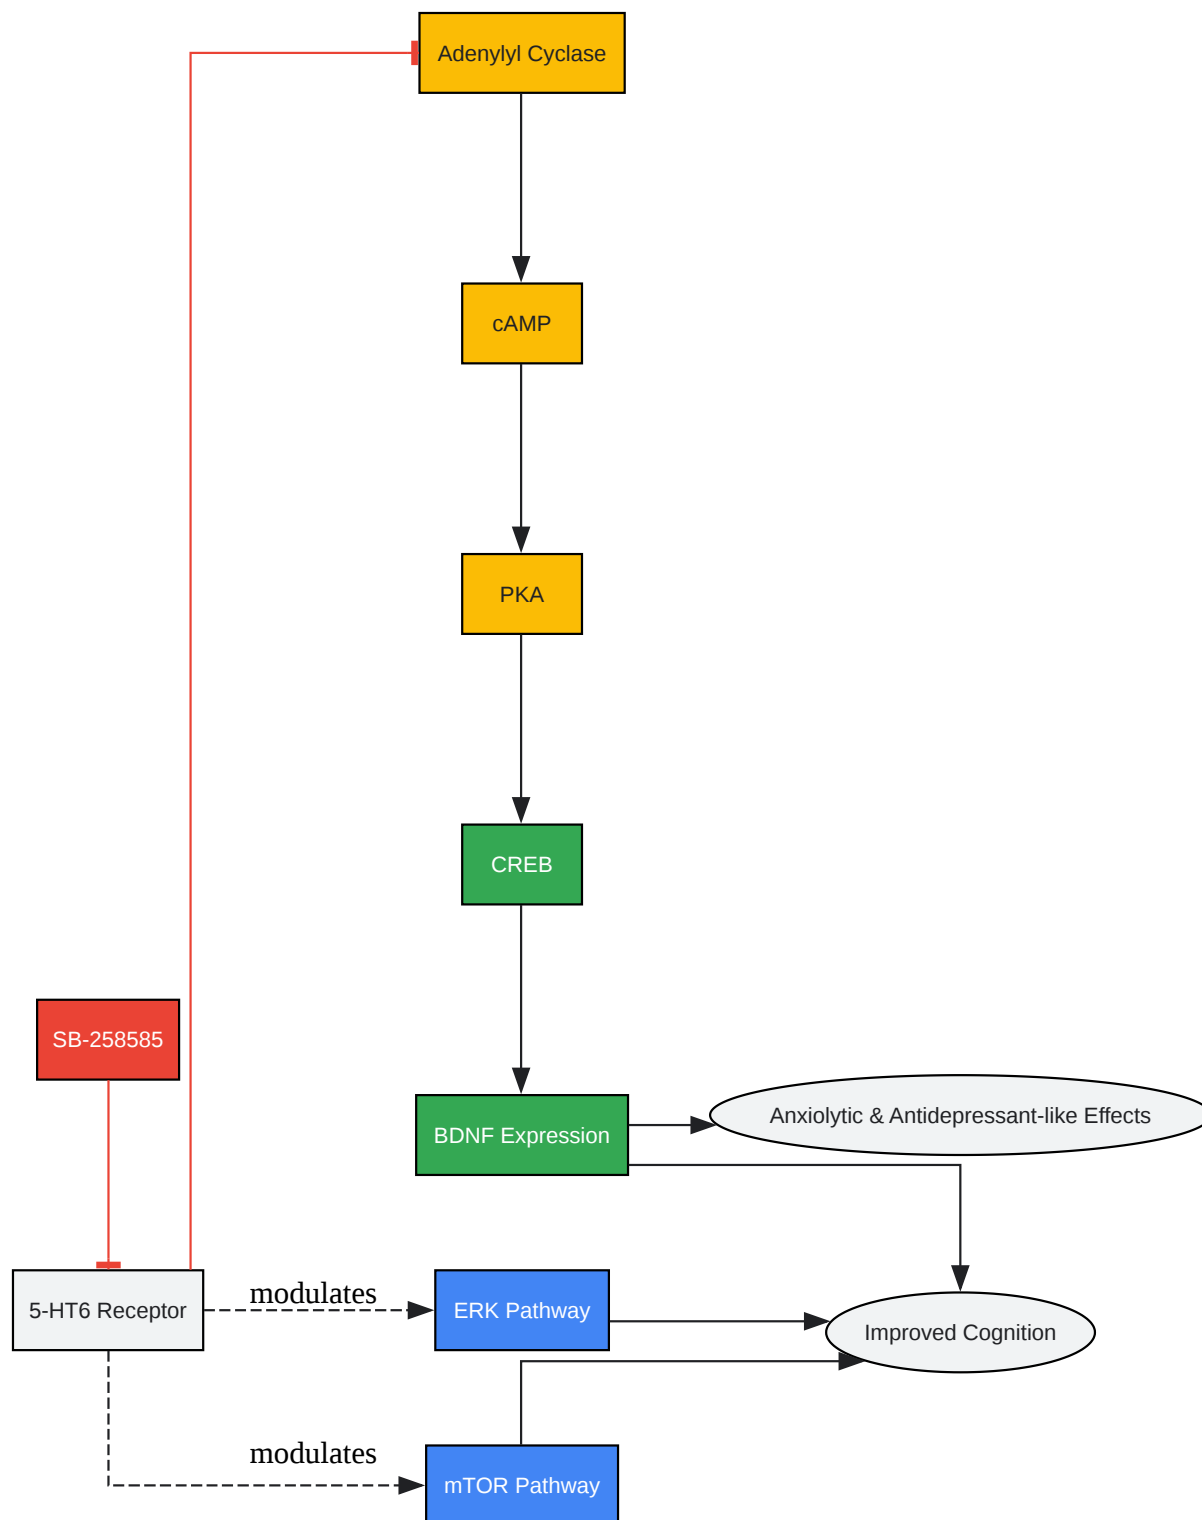 Adenylyl Cyclase
cAMP
PKA
CREB
SB-258585
BDNF Expression
Anxiolytic & Antidepressant-like Effects
5-HT6 Receptor
modulates
ERK Pathway
Improved Cognition
modulates
mTOR Pathway